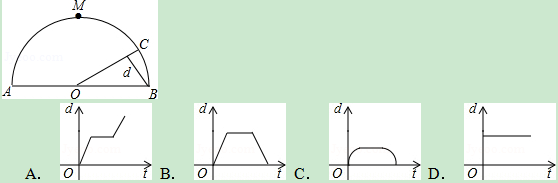 M
C
d
A O B
d d d d
A. O t B. O t C. O t D. O t